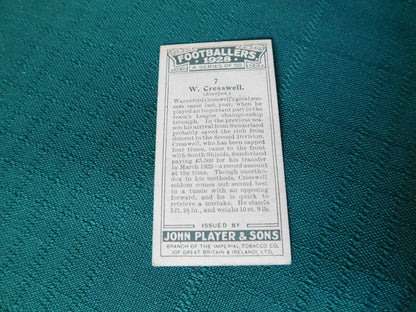 FOOTBALLERS
1928
A SERIES OF 50
7
W. Cresswell.
(Everton.)
Warneford Cresswell's great suc-
cess came last year, when he
played an important part in the
team's League championship
triumph. In the previous sea-
son his arrival from Sunderland
probably saved the club from
descent to the Second Division.
Cresswell, who has been capped
four times, came to the front
with South Shields, Sunderland
paying £5,500 for his transfer
in March 1922—a record amount
at the time. Though unortho-
dox in his methods, Cresswell
seldom comes out second best
in a tussle with an opposing
forward, and he is quick to
retrieve a mistake. He stands
5 ft. 9½ in., and weighs 10 st. 9 lb.
ISSUED BY
JOHN PLAYER & SONS
BRANCH OF THE IMPERIAL TOBACCO CO.
(OF GREAT BRITAIN & IRELAND), LTD.